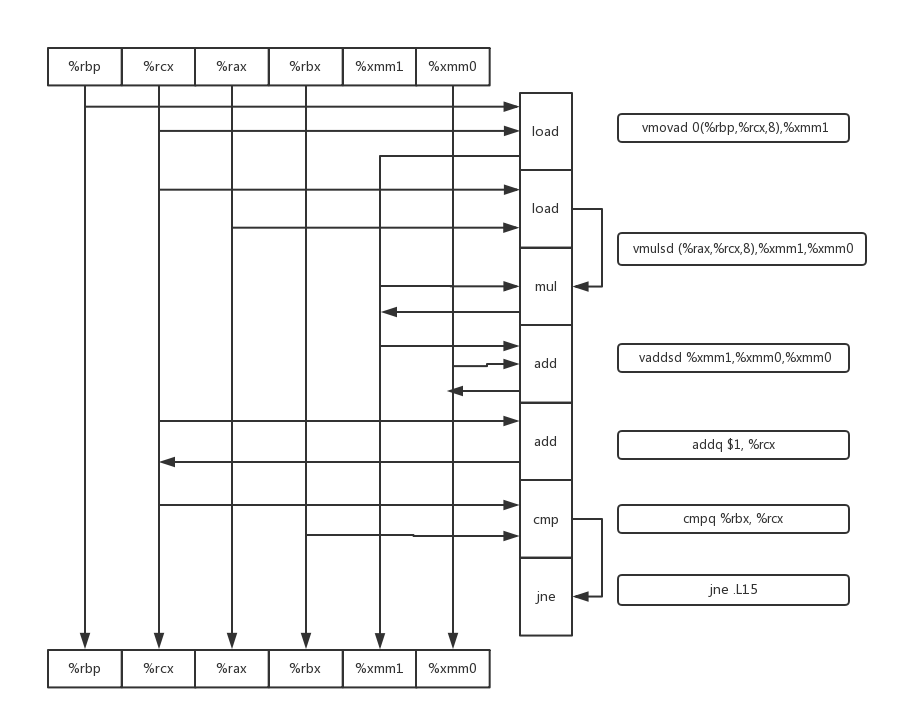 %rbp %rcx %rax %rbx %xmm1 %xmm0
load
vmovad 0(%rbp,%rcx,8),%xmm1
load
vmulsd (%rax,%rcx,8),%xmm1,%xmm0
mul
add
vaddsd %xmm1,%xmm0,%xmm0
add
addq $1, %rcx
cmp
cmpq %rbx, %rcx
jne
jne .L15
%rbp %rcx %rax %rbx %xmm1 %xmm0